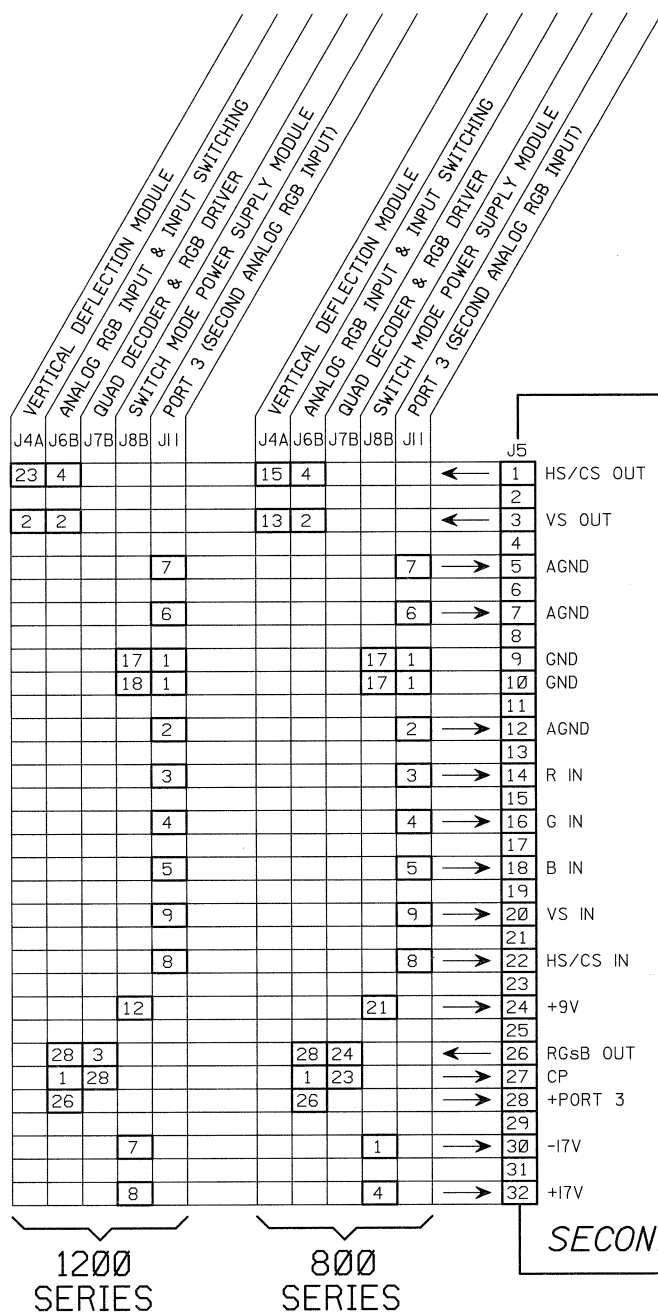 VERTICAL DEFLECTION MODULE
ANALOG RGB INPUT & INPUT SWITCHING
QUAD DECODER & RGB DRIVER
SWITCH MODE POWER SUPPLY MODULE
PORT 3 (SECOND ANALOG RGB INPUT)
VERTICAL DEFLECTION MODULE
ANALOG RGB INPUT & INPUT SWITCHING
QUAD DECODER & RGB DRIVER
SWITCH MODE POWER SUPPLY MODULE
PORT 3 (SECOND ANALOG RGB INPUT)
J4A J6B J7B J8B J11 J4A J6B J7B J8B J11 J5
23 4 15 4 1 HS/CS OUT
2
2 2 13 2 3 VS OUT
4
7 7 5 AGND
6
6 6 7 AGND
8
17 1 17 1 9 GND
18 1 17 1 10 GND
11
2 2 12 AGND
13
3 3 14 R IN
15
4 4 16 G IN
17
5 5 18 B IN
19
9 9 20 VS IN
21
8 8 22 HS/CS IN
23
12 21 24 +9V
25
28 3 28 24 26 RGsB OUT
1 28 1 23 27 CP
26 26 28 +PORT 3
29
7 1 30 -17V
31
8 4 32 +17V
1200 SERIES
800 SERIES
SECON